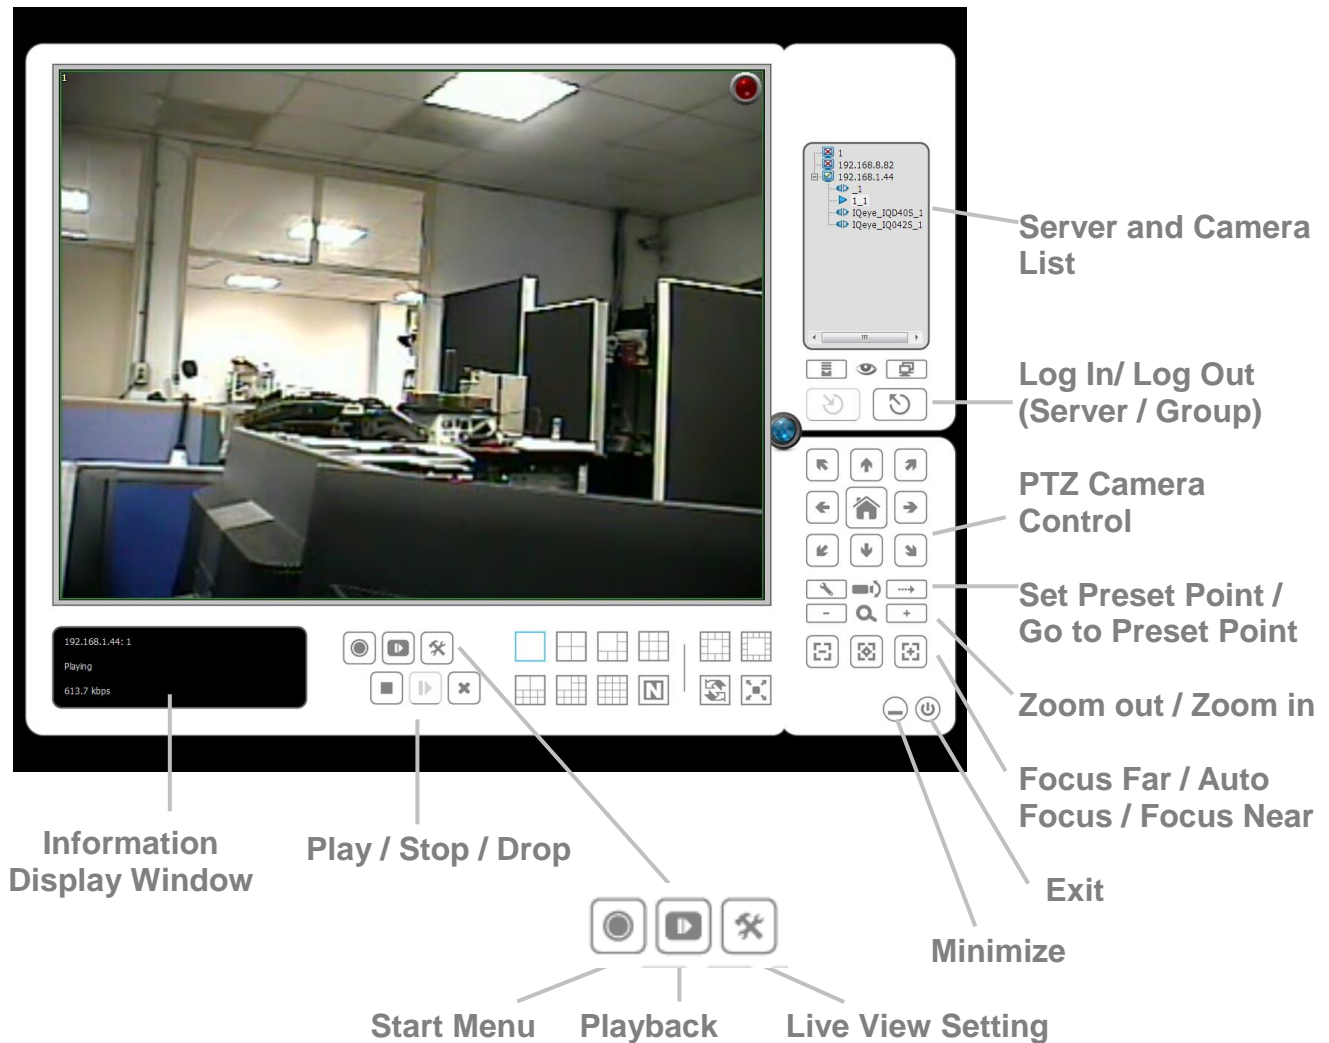 1
1
192.168.8.82
192.168.1.44
_1
1_1
IQeye_IQD40S_1
IQeye_IQ042S_1
Server and Camera
List
Log In/ Log Out
(Server / Group)
PTZ Camera
Control
Set Preset Point /
Go to Preset Point
Zoom out / Zoom in
Focus Far / Auto
Focus / Focus Near
Exit
Minimize
192.168.1.44: 1
Playing
613.7 kbps
N
Information
Display Window
Play / Stop / Drop
Start Menu
Playback
Live View Setting